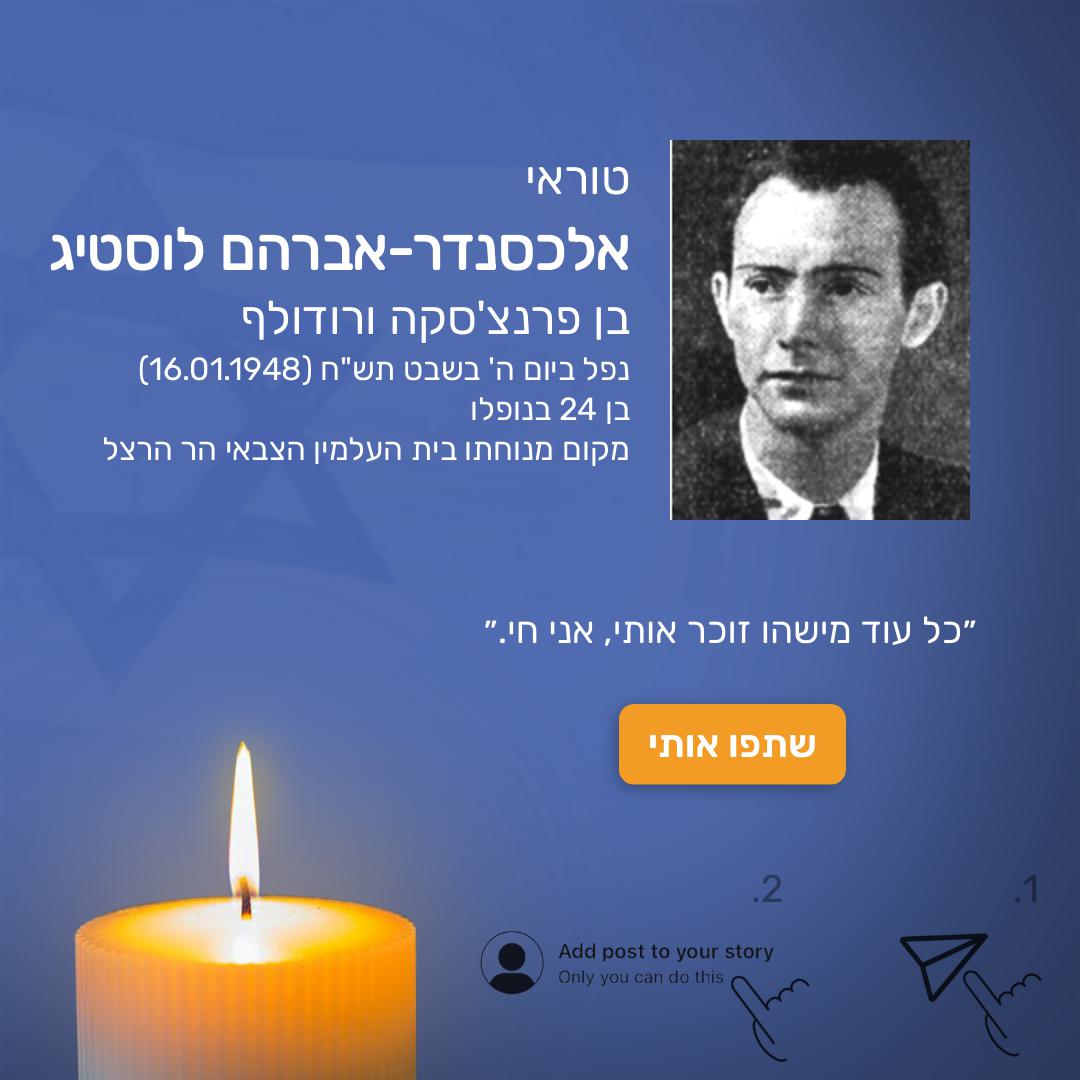 טוראי
אלכסנדר-אברהם לוסטיג
בן פרנצ'סקה ורודולף
נפל ביום ה' בשבט תש"ח (16.01.1948)
בן 24 בנופלו
מקום מנוחתו בית העלמין הצבאי הר הרצל
״כל עוד מישהו זוכר אותי, אני חי.״
שתפו אותי
1.
2.
Add post to your story
Only you can do this